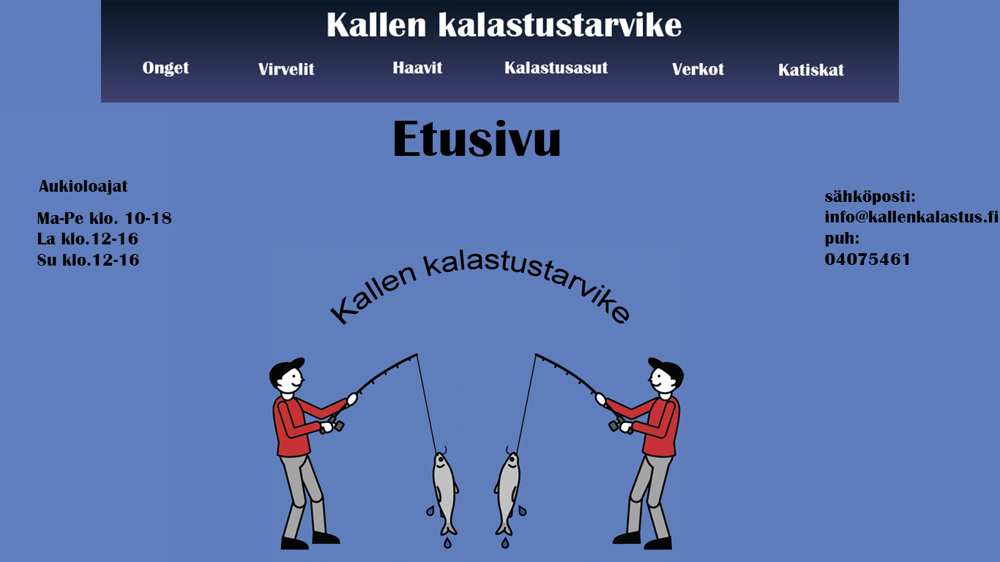 Kallen kalastustarvike
Onget Virvelit Haavit Kalastusasut Verkot Katiskat
Etusivu
Aukioloajat
Ma-Pe klo. 10-18
La klo.12-16
Su klo.12-16
sähköposti:
info@kallenkalastus.fi
puh:
04075461
Kallen kalastustarvike